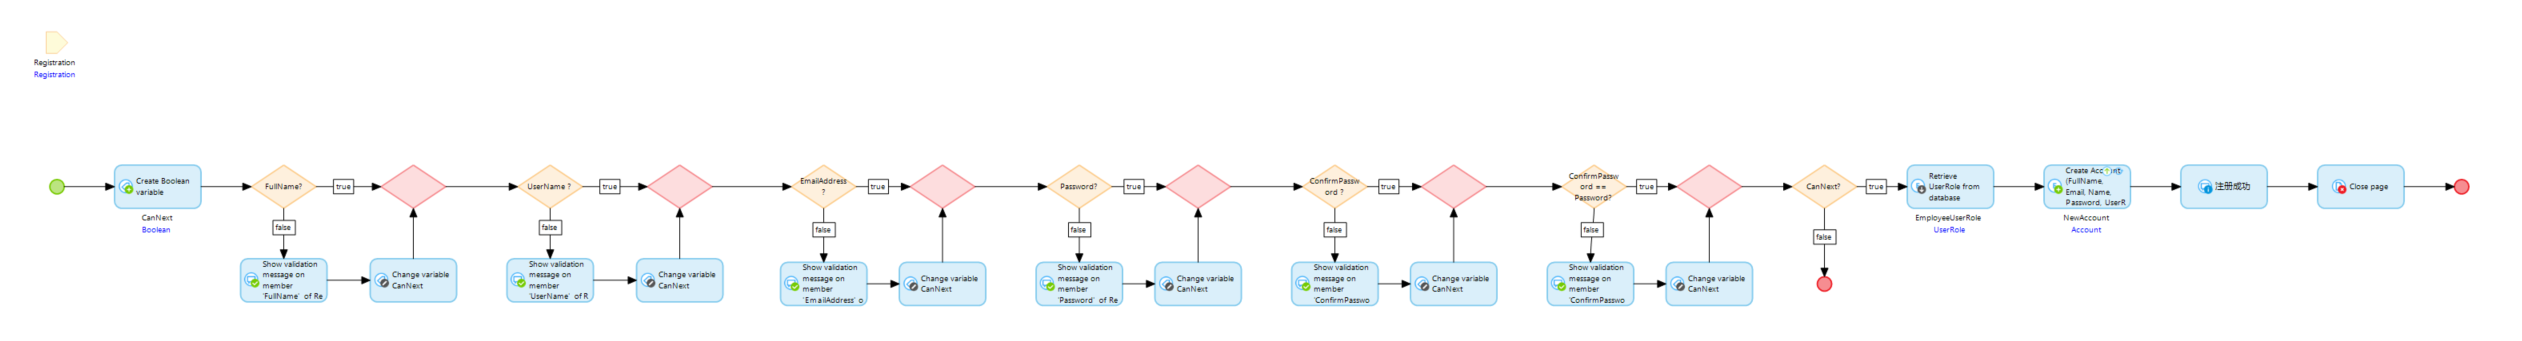 Registration
Registration
Create Boolean
variable
CanNext
Boolean
FullName?
true
false
Show validation
message on
member
'FullName' of Re
Change variable
CanNext
UserName ?
true
false
Show validation
message on
member
'UserName' of R
Change variable
CanNext
EmailAddress
?
true
false
Show validation
message on
member
'EmailAddress' o
Change variable
CanNext
Password?
true
false
Show validation
message on
member
'Password' of Re
Change variable
CanNext
ConfirmPassw
ord ?
true
false
Show validation
message on
member
'ConfirmPasswo
Change variable
CanNext
ConfirmPassw
ord ==
Password?
true
false
Show validation
message on
member
'ConfirmPasswo
Change variable
CanNext
CanNext?
true
false
Retrieve
UserRole from
database
EmployeeUserRole
UserRole
Create Account
(FullName,
Email, Name,
Password, UserR
NewAccount
Account
注册成功
Close page